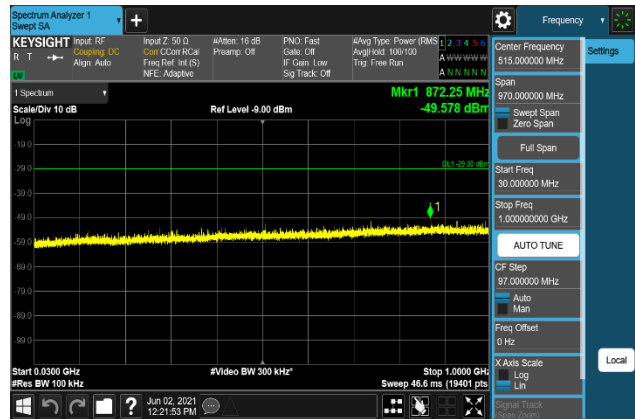 Spectrum Analyzer 1
Swept SA
Frequency
KEYSIGHT
R T
Input: RF
Coupling: DC
Align: Auto
Input Z: 50 Ω
Corr CCorr RCal
Freq Ref: Int (S)
NFE: Adaptive
#Atten: 16 dB
Preamp: Off
PNO: Fast
Gate: Off
IF Gain: Low
Sig Track: Off
#Avg Type: Power (RMS
Avg|Hold: 100/100
Trig: Free Run
1 2 3 4 5 6
A W W W W W
A N N N N N
LW
1 Spectrum
Scale/Div 10 dB
Log
Ref Level -9.00 dBm
Mkr1 872.25 MHz
-49.578 dBm
-19.0
DL1 -29.00 dBm
-29.0
-39.0
1
-49.0
-59.0
-69.0
-79.0
-89.0
-99.0
Start 0.0300 GHz
#Res BW 100 kHz
#Video BW 300 kHz*
Stop 1.0000 GHz
Sweep 46.6 ms (19401 pts
?
Jun 02, 2021
12:21:53 PM
Center Frequency
515.000000 MHz
Span
970.000000 MHz
Swept Span
Zero Span
Full Span
Start Freq
30.000000 MHz
Stop Freq
1.000000000 GHz
AUTO TUNE
CF Step
97.000000 MHz
Auto
Man
Freq Offset
0 Hz
X Axis Scale
Log
Lin
Signal Track
(Span Zoom)
Settings
Local